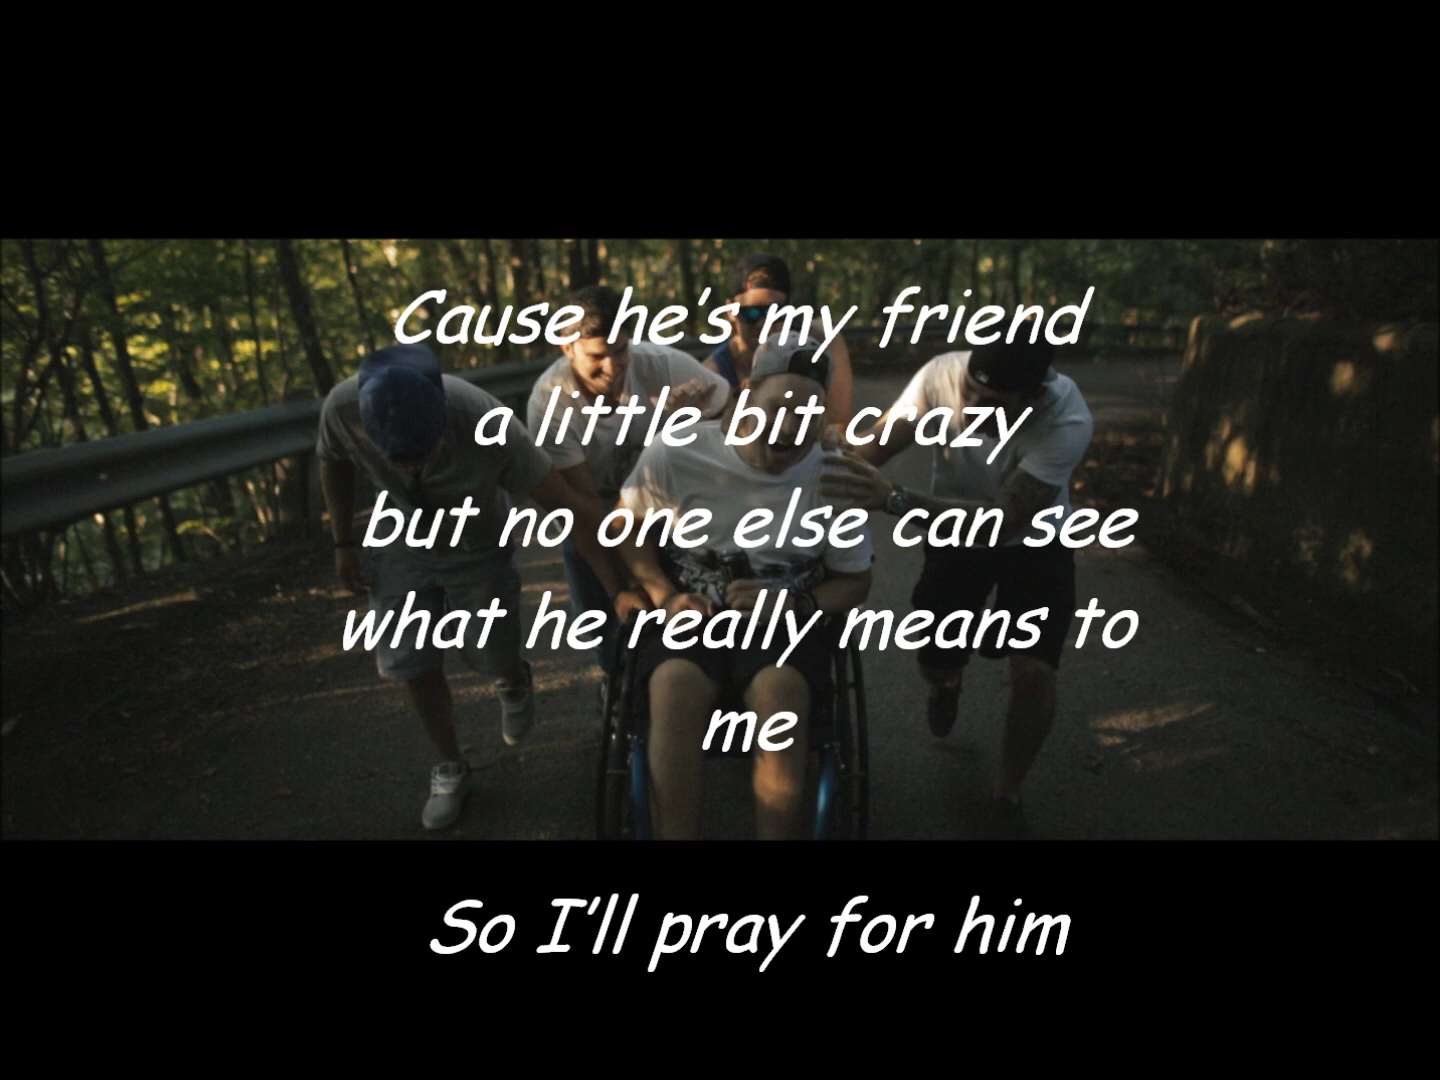 Cause he's my friend
a little bit crazy
but no one else can see
what he really means to
me
So I'll pray for him